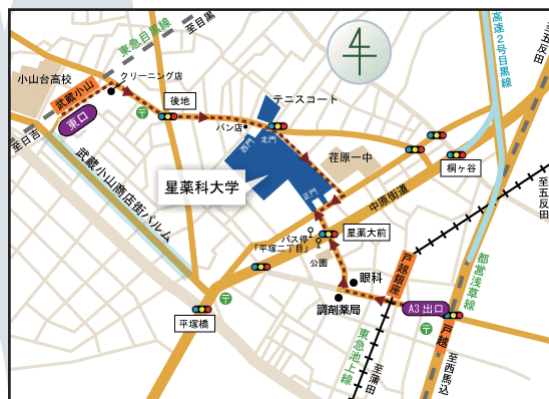 至目黒
東急目黒線
小山台高校
クリーニング店
武蔵小山
東口
至日吉
後地
パン店
テニスコート
西門
北門
星薬科大学
正門
荏原一中
高速2号目黒線
至五反田
桐ヶ谷
中原街道
武蔵小山商店街パルム
星薬大前
バス停
「平塚二丁目」
公園
眼科
調剤薬局
平塚橋
戸越銀座
至五反田
都営浅草線
A3出口
戸越
東急池上線
至蒲田
至西馬込